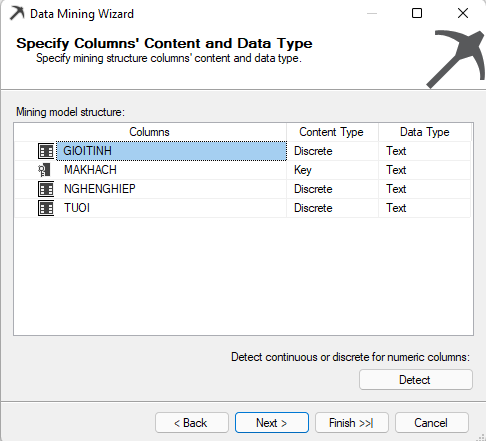 Data Mining Wizard
Specify Columns' Content and Data Type
Specify mining structure columns' content and data type.
Mining model structure:
Columns Content Type Data Type
GIOITINH Discrete Text
MAKHACH Key Text
NGHENGHIEP Discrete Text
TUOI Discrete Text
Detect continuous or discrete for numeric columns:
Detect
< Back Next > Finish >>| Cancel